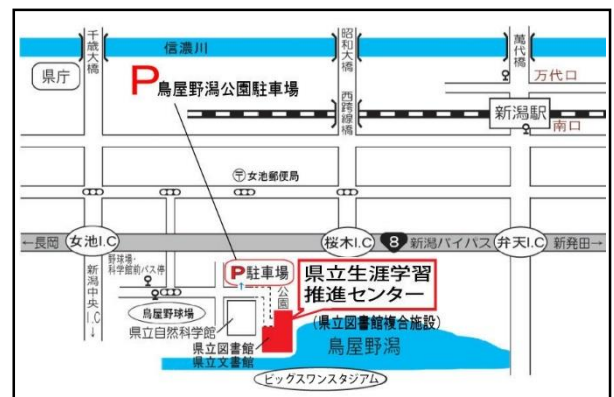 千歳大橋
信濃川
昭和大橋
萬代橋
県庁
P鳥屋野潟公園駐車場
万代口
西跨線橋
新潟駅
南口
〒女池郵便局
←長岡
女池I.C
桜木I.C
8
新潟バイパス
弁天I.C
新発田→
新潟中央I.C
↓
野球場・
科学館前バス停
P駐車場
公園
県立生涯学習
推進センター
(県立図書館複合施設)
鳥屋野球場
県立自然科学館
県立図書館
県立文書館
鳥屋野潟
ビッグスワンスタジアム